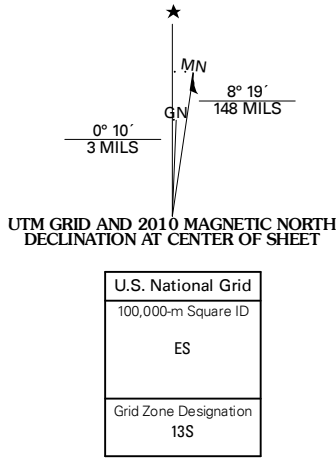 ★
MN
8° 19´
148 MILS
GN
0° 10´
3 MILS
UTM GRID AND 2010 MAGNETIC NORTH
DECLINATION AT CENTER OF SHEET
U.S. National Grid
100,000-m Square ID
ES
Grid Zone Designation
13S